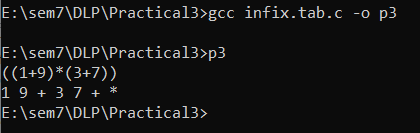 E:\sem7\DLP\Practical3>gcc infix.tab.c -o p3
E:\sem7\DLP\Practical3>p3
((1+9)*(3+7))
1 9 + 3 7 + *
E:\sem7\DLP\Practical3>